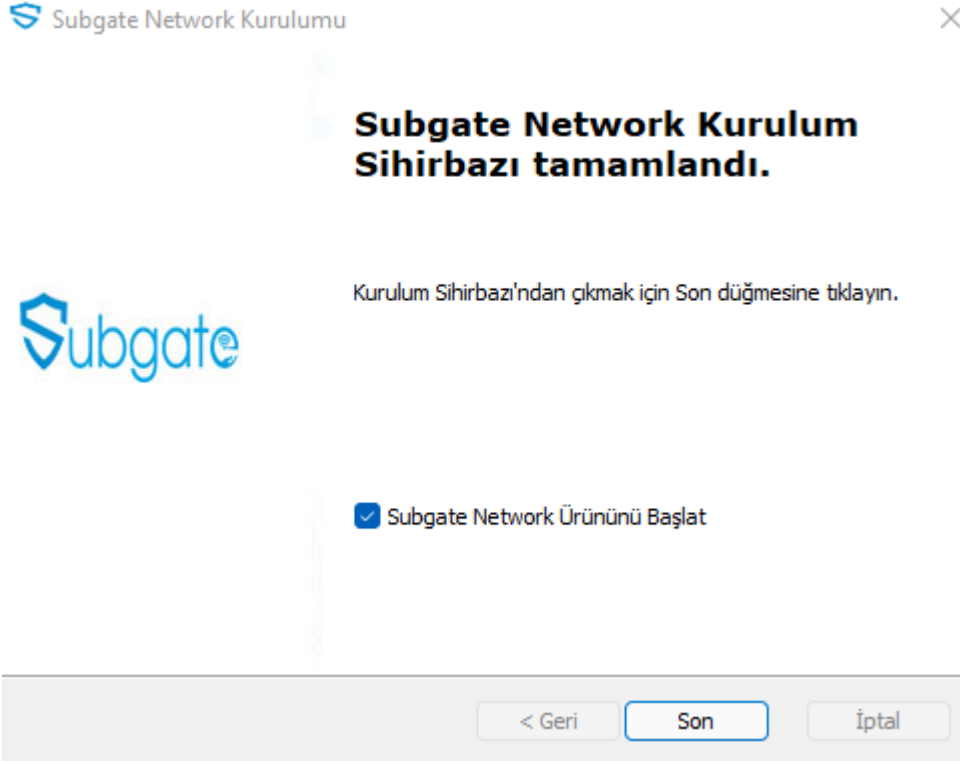 Subgate Network Kurulumu
Subgate Network Kurulum
Sihirbazı tamamlandı.
Kurulum Sihirbazı'ndan çıkmak için Son düğmesine tıklayın.
Subgate
Subgate Network Ürününü Başlat
< Geri
Son
İptal